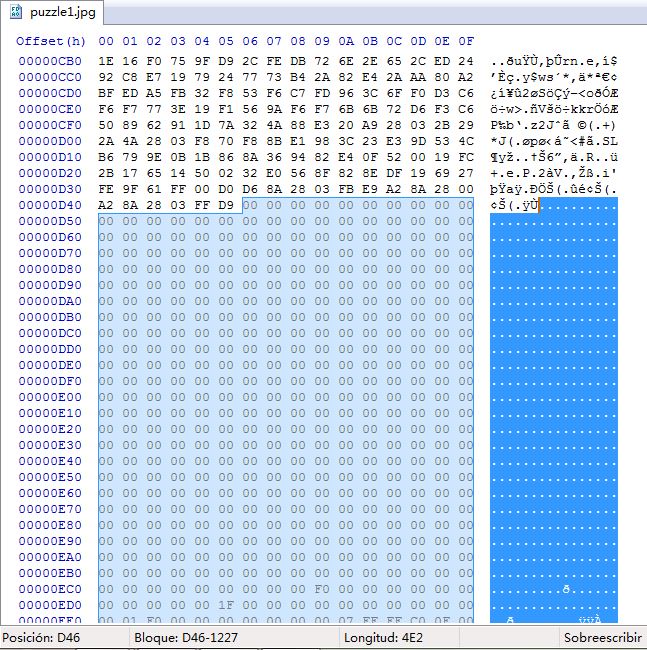 puzzle1.jpg
Offset(h) 00 01 02 03 04 05 06 07 08 09 0A 0B 0C 0D 0E 0F
00000CB0 1E 16 F0 75 9F D9 2C FE DB 72 6E 2E 65 2C ED 24 ..ðuŸÙ,þÛrn.e,í$
00000CC0 92 C8 E7 19 79 24 77 73 B4 2A 82 E4 2A AA 80 A2 ’Èç.y$ws´*‚ä*ª€¢
00000CD0 BF ED A5 FB 32 F8 53 F6 C7 FD 96 3C 6F F0 D3 C6 ¿í¥û2øSöÇý–<oðÓÆ
00000CE0 F6 F7 77 3E 19 F1 56 9A F6 F7 6B 6B 72 D6 F3 C6 ö÷w>.ñVšö÷kkrÖóÆ
00000CF0 50 89 62 91 1D 7A 32 4A 88 E3 20 A9 28 03 2B 29 P‰b‘.z2Jˆã ©(.+)
00000D00 2A 4A 28 03 F8 70 F8 8B E1 98 3C 23 E3 9D 53 4C *J(.øpø‹á˜<#ã.SL
00000D10 B6 79 9E 0B 1B 86 8A 36 94 82 E4 0F 52 00 19 FC ¶yž..†Š6”‚ä.R..ü
00000D20 2B 17 65 14 50 02 32 E0 56 8F 82 8E DF 19 69 27 +.e.P.2àV.‚Žß.i'
00000D30 FE 9F 61 FF 00 D0 D6 8A 28 03 FB E9 A2 8A 28 00 þŸaÿ.ÐÖŠ(.ûé¢Š(.
00000D40 A2 8A 28 03 FF D9 00 00 00 00 00 00 00 00 00 00 ¢Š(.ÿÙ..........
00000D50 00 00 00 00 00 00 00 00 00 00 00 00 00 00 00 00 ................
00000D60 00 00 00 00 00 00 00 00 00 00 00 00 00 00 00 00 ................
00000D70 00 00 00 00 00 00 00 00 00 00 00 00 00 00 00 00 ................
00000D80 00 00 00 00 00 00 00 00 00 00 00 00 00 00 00 00 ................
00000D90 00 00 00 00 00 00 00 00 00 00 00 00 00 00 00 00 ................
00000DA0 00 00 00 00 00 00 00 00 00 00 00 00 00 00 00 00 ................
00000DB0 00 00 00 00 00 00 00 00 00 00 00 00 00 00 00 00 ................
00000DC0 00 00 00 00 00 00 00 00 00 00 00 00 00 00 00 00 ................
00000DD0 00 00 00 00 00 00 00 00 00 00 00 00 00 00 00 00 ................
00000DE0 00 00 00 00 00 00 00 00 00 00 00 00 00 00 00 00 ................
00000DF0 00 00 00 00 00 00 00 00 00 00 00 00 00 00 00 00 ................
00000E00 00 00 00 00 00 00 00 00 00 00 00 00 00 00 00 00 ................
00000E10 00 00 00 00 00 00 00 00 00 00 00 00 00 00 00 00 ................
00000E20 00 00 00 00 00 00 00 00 00 00 00 00 00 00 00 00 ................
00000E30 00 00 00 00 00 00 00 00 00 00 00 00 00 00 00 00 ................
00000E40 00 00 00 00 00 00 00 00 00 00 00 00 00 00 00 00 ................
00000E50 00 00 00 00 00 00 00 00 00 00 00 00 00 00 00 00 ................
00000E60 00 00 00 00 00 00 00 00 00 00 00 00 00 00 00 00 ................
00000E70 00 00 00 00 00 00 00 00 00 00 00 00 00 00 00 00 ................
00000E80 00 00 00 00 00 00 00 00 00 00 00 00 00 00 00 00 ................
00000E90 00 00 00 00 00 00 00 00 00 00 00 00 00 00 00 00 ................
00000EA0 00 00 00 00 00 00 00 00 00 00 00 00 00 00 00 00 ................
00000EB0 00 00 00 00 00 00 00 00 00 00 00 00 00 00 00 00 ................
00000EC0 00 00 00 00 00 00 00 00 00 F0 00 00 00 00 00 00 .........ð......
00000ED0 00 00 00 00 00 1F 00 00 00 00 00 00 00 00 00 00 ................
00000EE0 00 01 F0 00 00 00 00 00 00 07 FF FF C0 0F 00 00 ..ð.......ÿÿÀ...
Posición: D46 Bloque: D46-1227 Longitud: 4E2 Sobreescribir